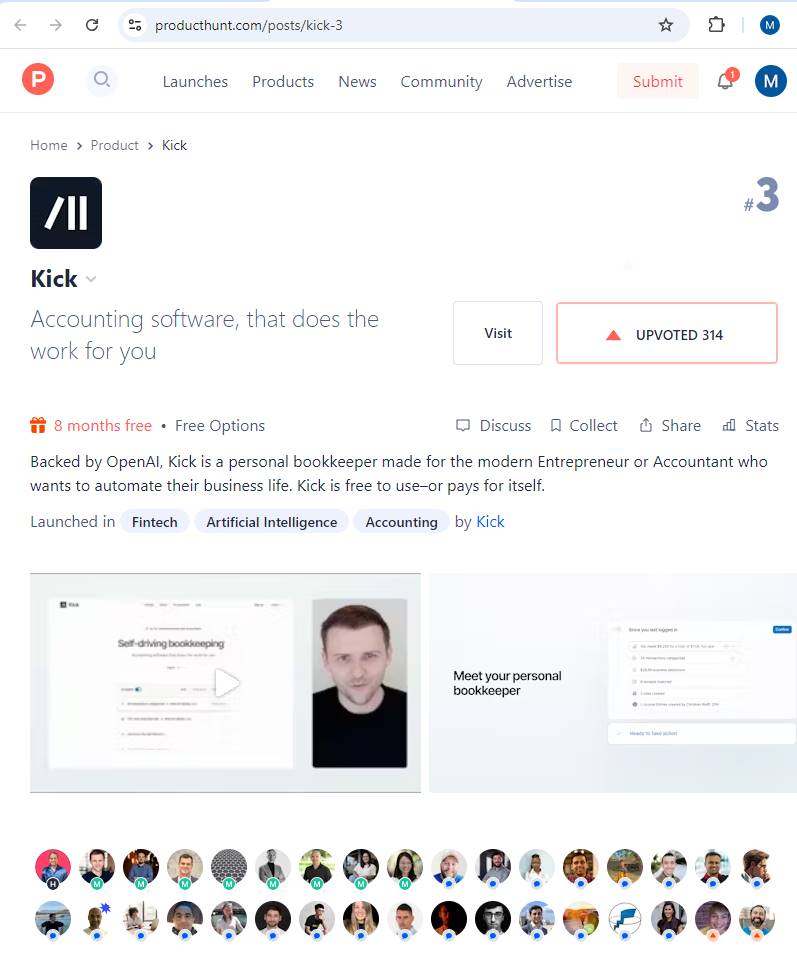 producthunt.com/posts/kick-3
M
P
Launches Products News Community Advertise Submit 1 M
Home > Product > Kick
#3
Kick
Accounting software, that does the
work for you
Visit
UPVOTED 314
8 months free • Free Options
Discuss Collect Share Stats
Backed by OpenAI, Kick is a personal bookkeeper made for the modern Entrepreneur or Accountant who
wants to automate their business life. Kick is free to use–or pays for itself.
Launched in Fintech Artificial Intelligence Accounting by Kick
Kick
Self-driving bookkeeping
Meet your personal
bookkeeper
Since you last logged in
Confirm
Ready to take action
H M M M M M M M M